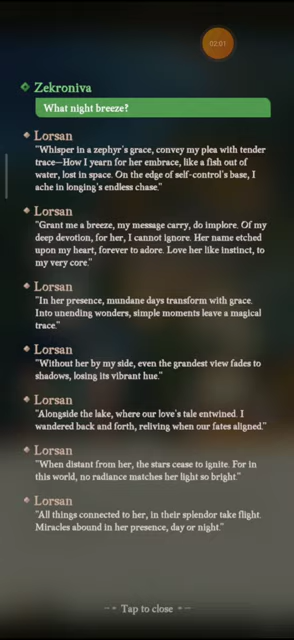 02:01
Zekroniva
What night breeze?
Lorsan
"Whisper in a zephyr's grace, convey my plea with tender
trace—How I yearn for her embrace, like a fish out of
water, lost in space. On the edge of self-control's base, I
ache in longing's endless chase."
Lorsan
"Grant me a breeze, my message carry, do implore. Of my
deep devotion, for her, I cannot ignore. Her name etched
upon my heart, forever to adore. Love her like instinct, to
my very core."
Lorsan
"In her presence, mundane days transform with grace.
Into unending wonders, simple moments leave a magical
trace."
Lorsan
"Without her by my side, even the grandest view fades to
shadows, losing its vibrant hue."
Lorsan
"Alongside the lake, where our love's tale entwined. I
wandered back and forth, reliving when our fates aligned."
Lorsan
"When distant from her, the stars cease to ignite. For in
this world, no radiance matches her light so bright."
Lorsan
"All things connected to her, in their splendor take flight.
Miracles abound in her presence, day or night."
Tap to close